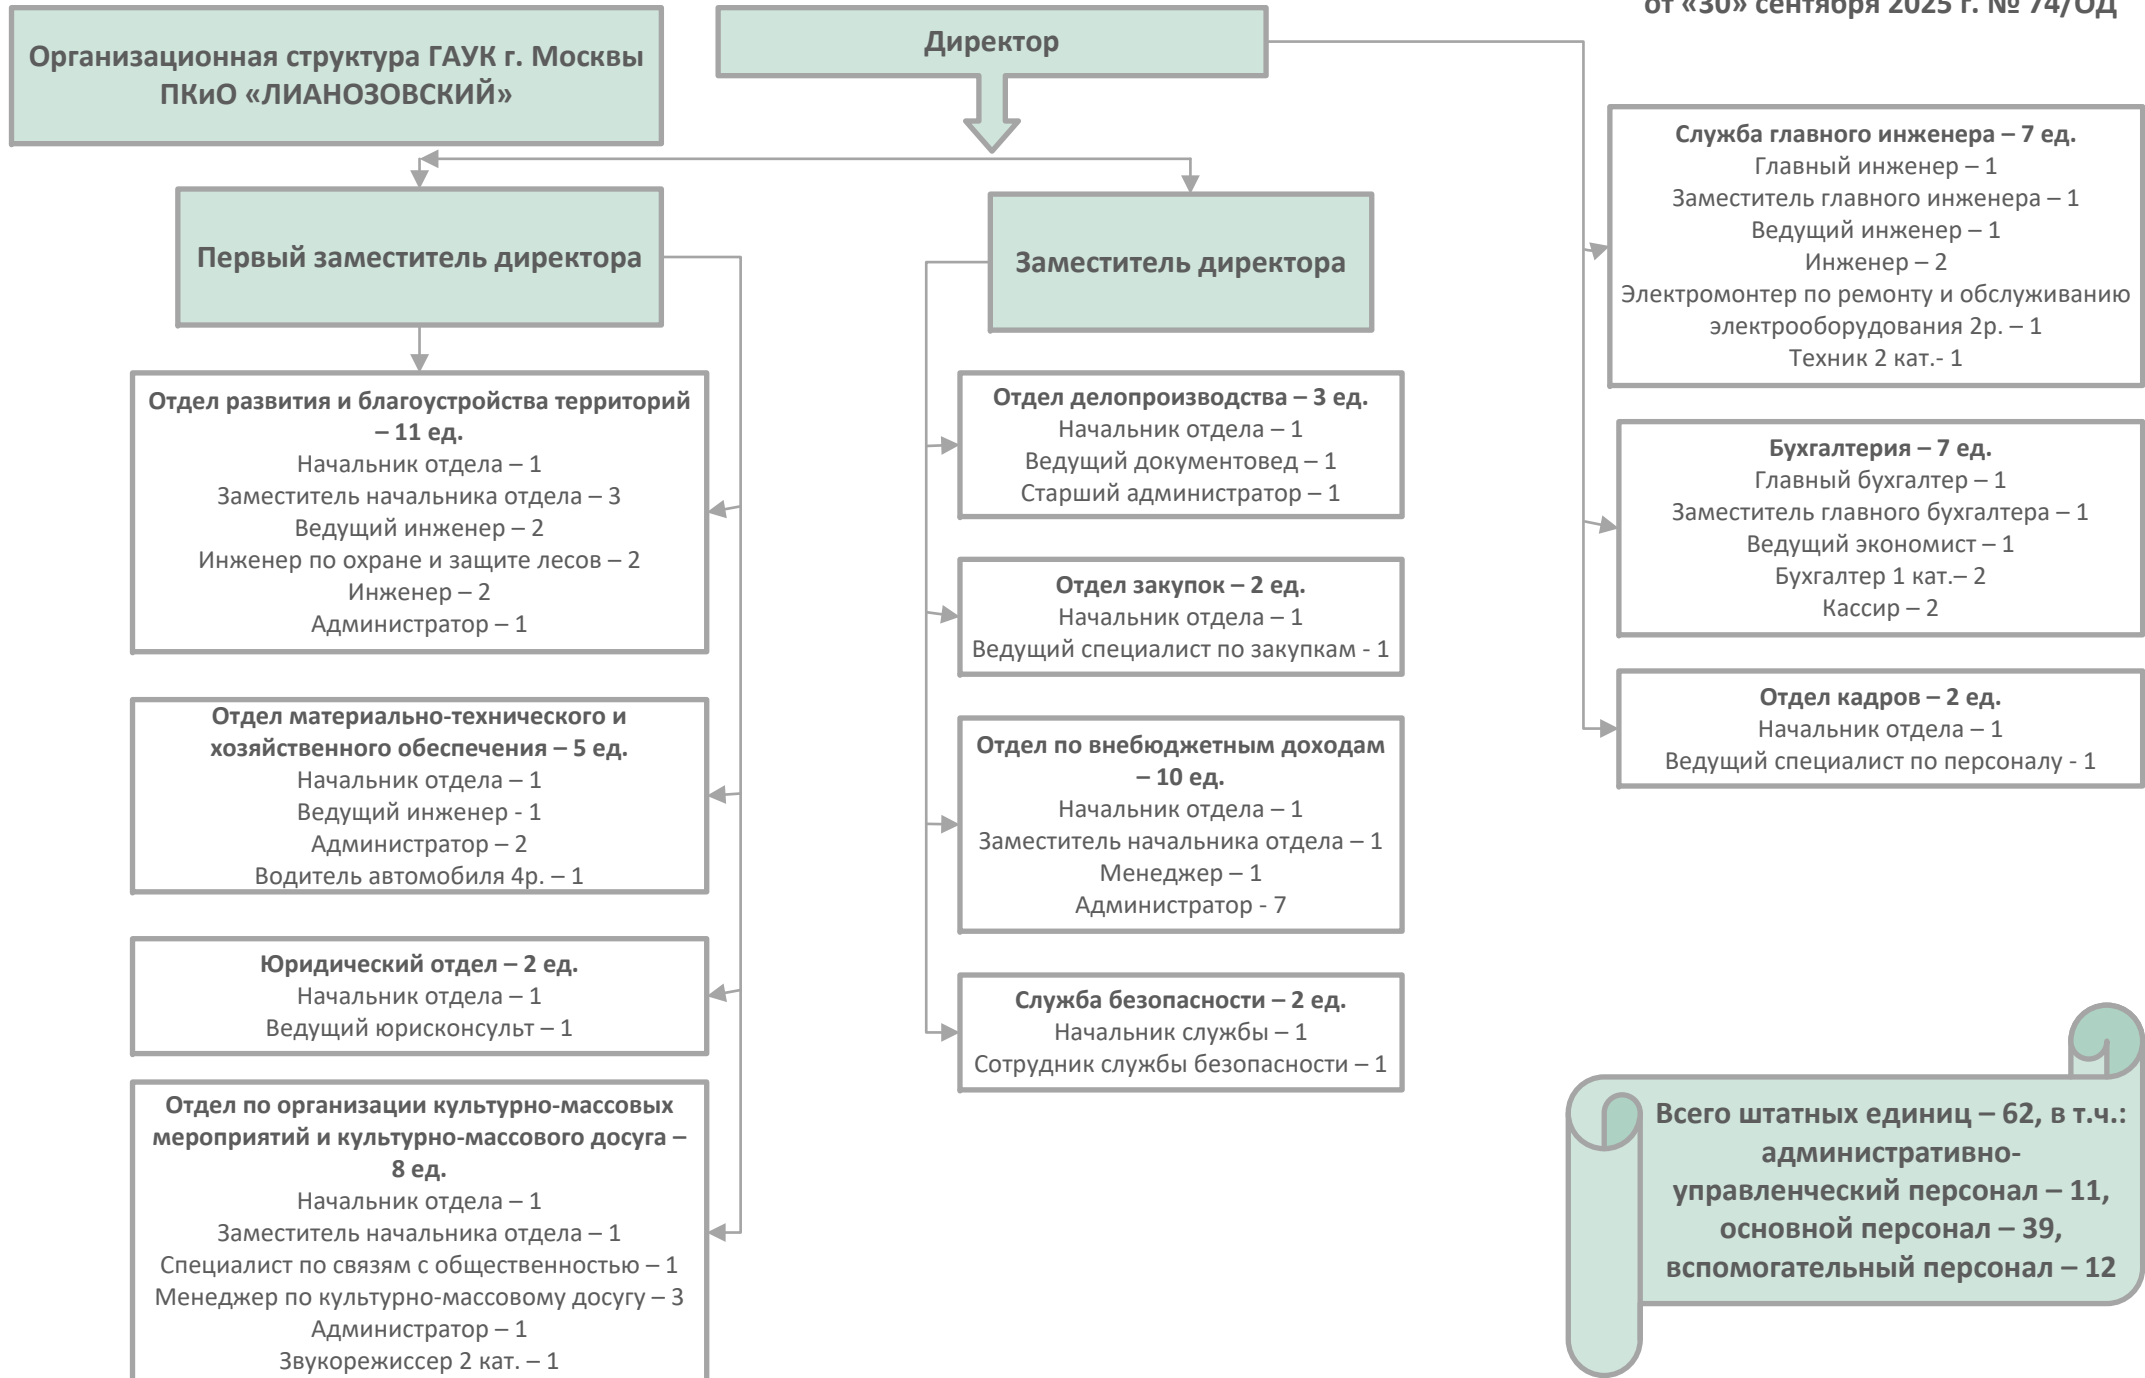 от «30» сентября 2025 г. № 74/ОД
Организационная структура ГАУК г. Москвы
ПКиО «ЛИАНОЗОВСКИЙ»
Директор
Первый заместитель директора
Заместитель директора
Отдел развития и благоустройства территорий
– 11 ед.
Начальник отдела – 1
Заместитель начальника отдела – 3
Ведущий инженер – 2
Инженер по охране и защите лесов – 2
Инженер – 2
Администратор – 1
Отдел материально-технического и
хозяйственного обеспечения – 5 ед.
Начальник отдела – 1
Ведущий инженер - 1
Администратор – 2
Водитель автомобиля 4р. – 1
Юридический отдел – 2 ед.
Начальник отдела – 1
Ведущий юрисконсульт – 1
Отдел по организации культурно-массовых
мероприятий и культурно-массового досуга –
8 ед.
Начальник отдела – 1
Заместитель начальника отдела – 1
Специалист по связям с общественностью – 1
Менеджер по культурно-массовому досугу – 3
Администратор – 1
Звукорежиссер 2 кат. – 1
Отдел делопроизводства – 3 ед.
Начальник отдела – 1
Ведущий документовед – 1
Старший администратор – 1
Отдел закупок – 2 ед.
Начальник отдела – 1
Ведущий специалист по закупкам - 1
Отдел по внебюджетным доходам
– 10 ед.
Начальник отдела – 1
Заместитель начальника отдела – 1
Менеджер – 1
Администратор - 7
Служба безопасности – 2 ед.
Начальник службы – 1
Сотрудник службы безопасности – 1
Служба главного инженера – 7 ед.
Главный инженер – 1
Заместитель главного инженера – 1
Ведущий инженер – 1
Инженер – 2
Электромонтер по ремонту и обслуживанию
электрооборудования 2р. – 1
Техник 2 кат.- 1
Бухгалтерия – 7 ед.
Главный бухгалтер – 1
Заместитель главного бухгалтера – 1
Ведущий экономист – 1
Бухгалтер 1 кат.– 2
Кассир – 2
Отдел кадров – 2 ед.
Начальник отдела – 1
Ведущий специалист по персоналу - 1
Всего штатных единиц – 62, в т.ч.:
административно-
управленческий персонал – 11,
основной персонал – 39,
вспомогательный персонал – 12